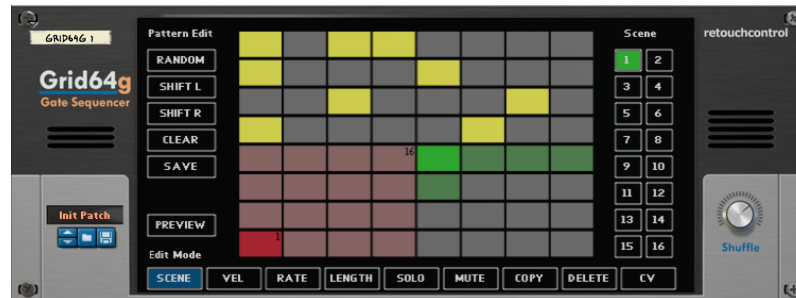 GRID64G 1
Grid64g
Gate Sequencer
Init Patch
Pattern Edit
RANDOM
SHIFT L
SHIFT R
CLEAR
SAVE
PREVIEW
Edit Mode
16
1
SCENE VEL RATE LENGTH SOLO MUTE COPY DELETE CV
Scene
1 2
3 4
5 6
7 8
9 10
11 12
13 14
15 16
retouchcontrol
Shuffle